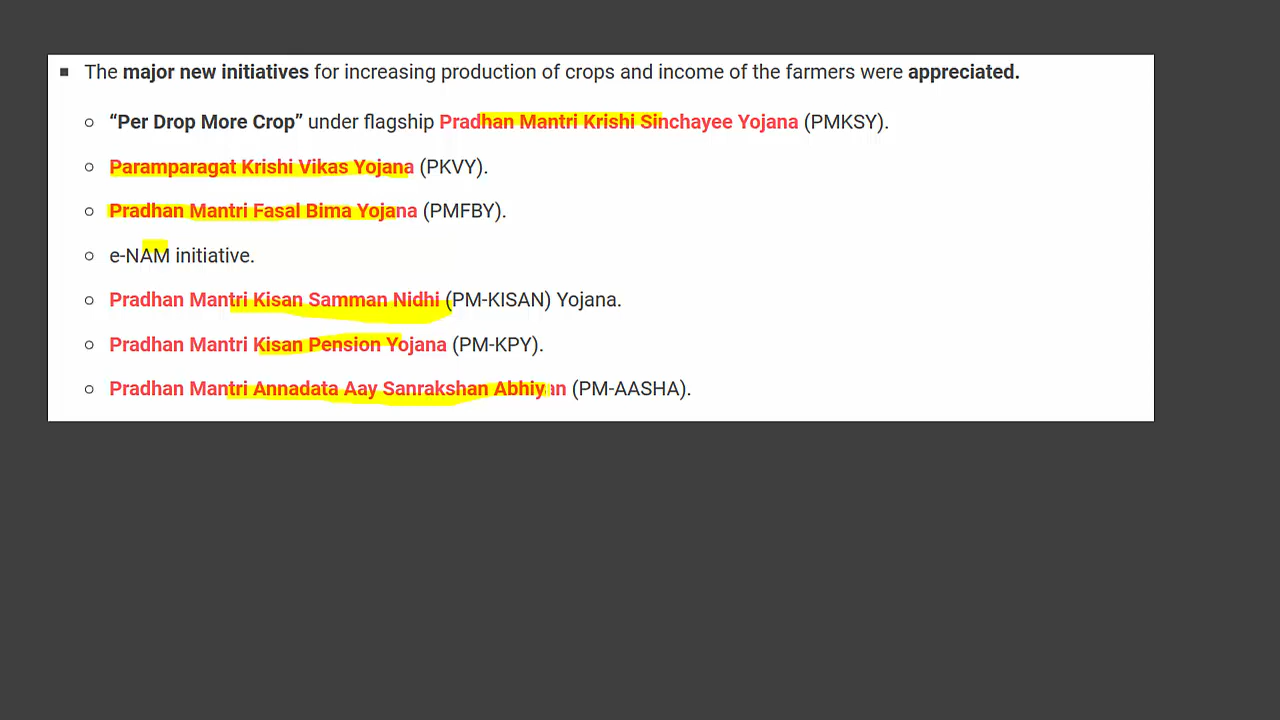 The major new initiatives for increasing production of crops and income of the farmers were appreciated.
“Per Drop More Crop” under flagship Pradhan Mantri Krishi Sinchayee Yojana (PMKSY).
Paramparagat Krishi Vikas Yojana (PKVY).
Pradhan Mantri Fasal Bima Yojana (PMFBY).
e-NAM initiative.
Pradhan Mantri Kisan Samman Nidhi (PM-KISAN) Yojana.
Pradhan Mantri Kisan Pension Yojana (PM-KPY).
Pradhan Mantri Annadata Aay Sanrakshan Abhiyan (PM-AASHA).